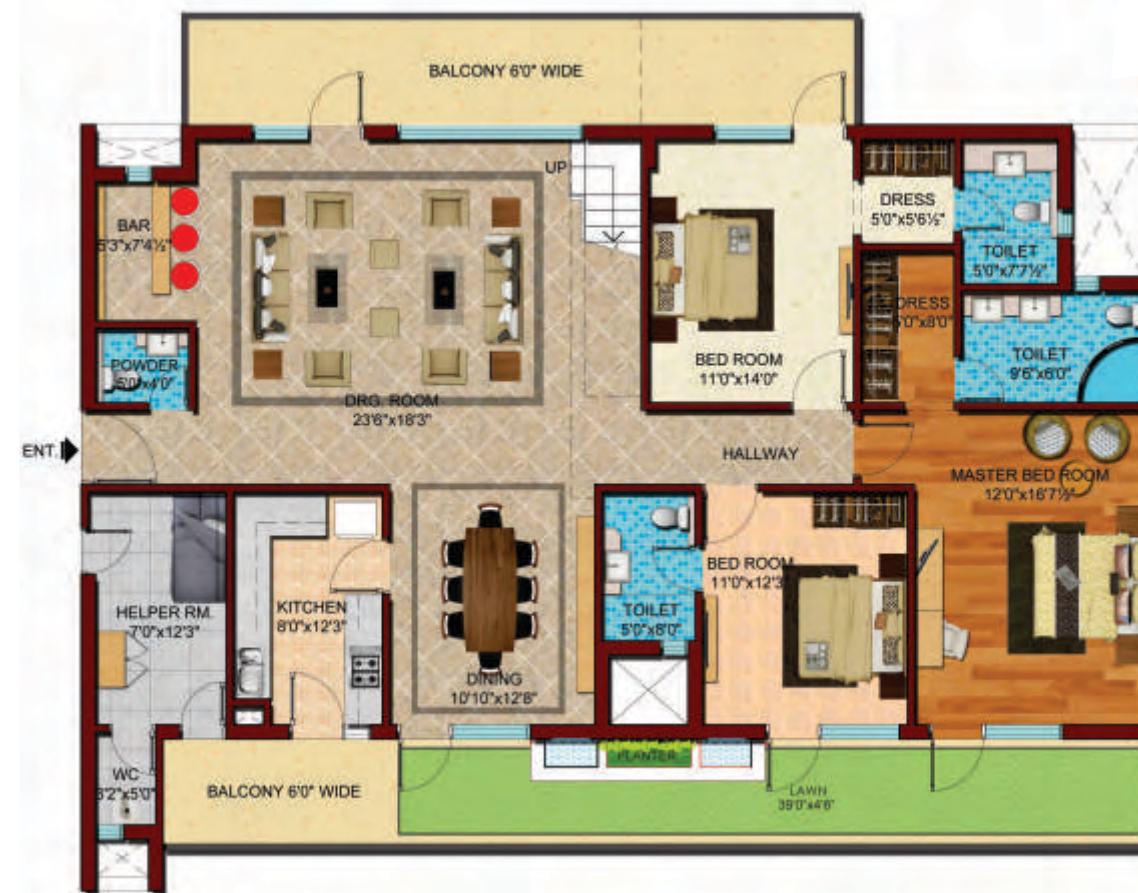 BALCONY 6'0" WIDE
UP
BAR
5'3"x7'4½"
DRESS
5'0"x5'6½"
TOILET
5'0"x7'7½"
DRESS
TOILET
9'6"x6'0"
POWDER
5'0"x4'0"
BED ROOM
11'0"x14'0"
DRG. ROOM
23'6"x18'3"
ENT.
HALLWAY
MASTER BED ROOM
12'0"x16'7½"
BED ROOM
11'0"x12'3
HELPER RM.
7'0"x12'3"
KITCHEN
8'0"x12'3"
TOILET
5'0"x8'0"
DINING
10'10"x12'8"
WC
3'2"x5'0"
BALCONY 6'0" WIDE
PLANTER
LAWN
39'0"x4'6"